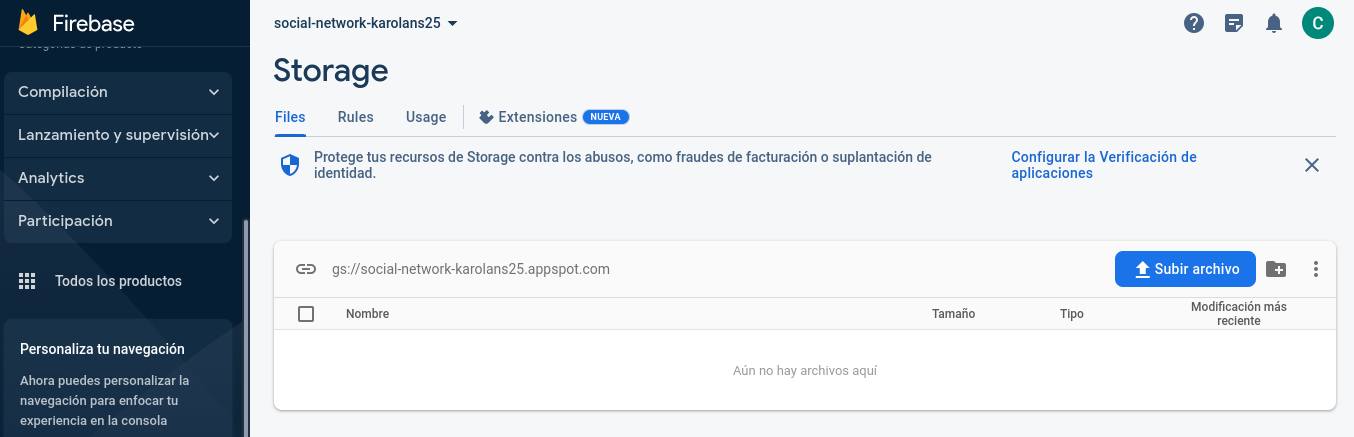 Firebase
Categorías de producto
Compilación
Lanzamiento y supervisión
Analytics
Participación
Todos los productos
Personaliza tu navegación
Ahora puedes personalizar la
navegación para enfocar tu
experiencia en la consola
social-network-karolans25
C
Storage
Files Rules Usage Extensiones NUEVA
Protege tus recursos de Storage contra los abusos, como fraudes de facturación o suplantación de
identidad.
Configurar la Verificación de
aplicaciones
gs://social-network-karolans25.appspot.com
Subir archivo
Nombre Tamaño Tipo Modificación más
reciente
Aún no hay archivos aquí